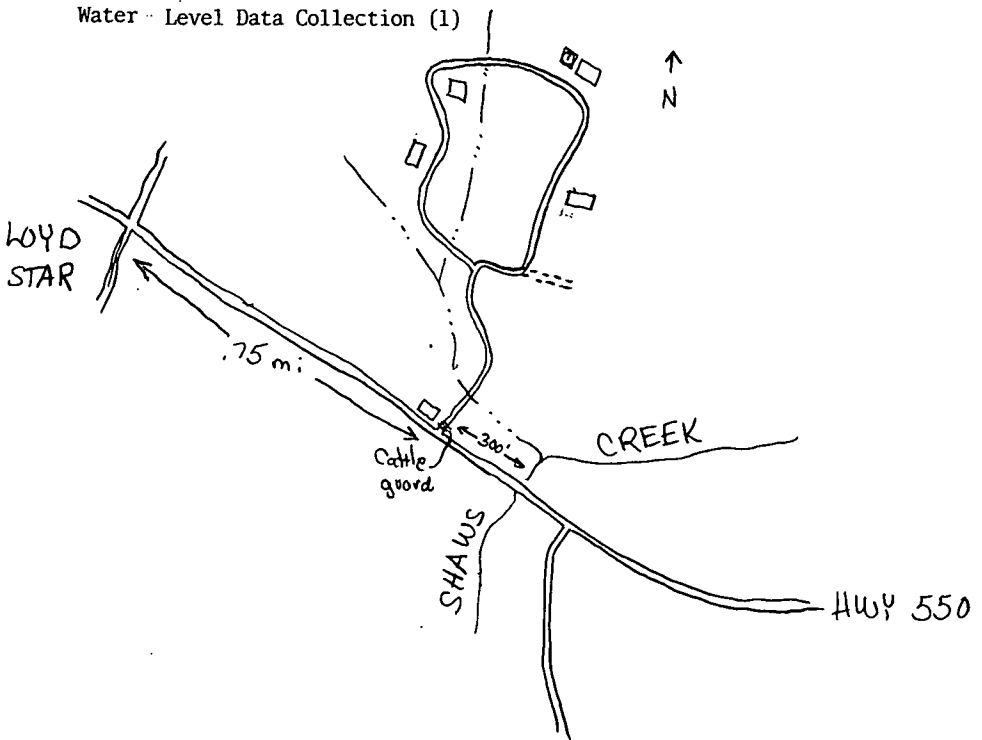 Water Level Data Collection (1)
N
LOYD
STAR
.75 mi
300'
CREEK
Cattle
guard
SHAWS
HWY 550